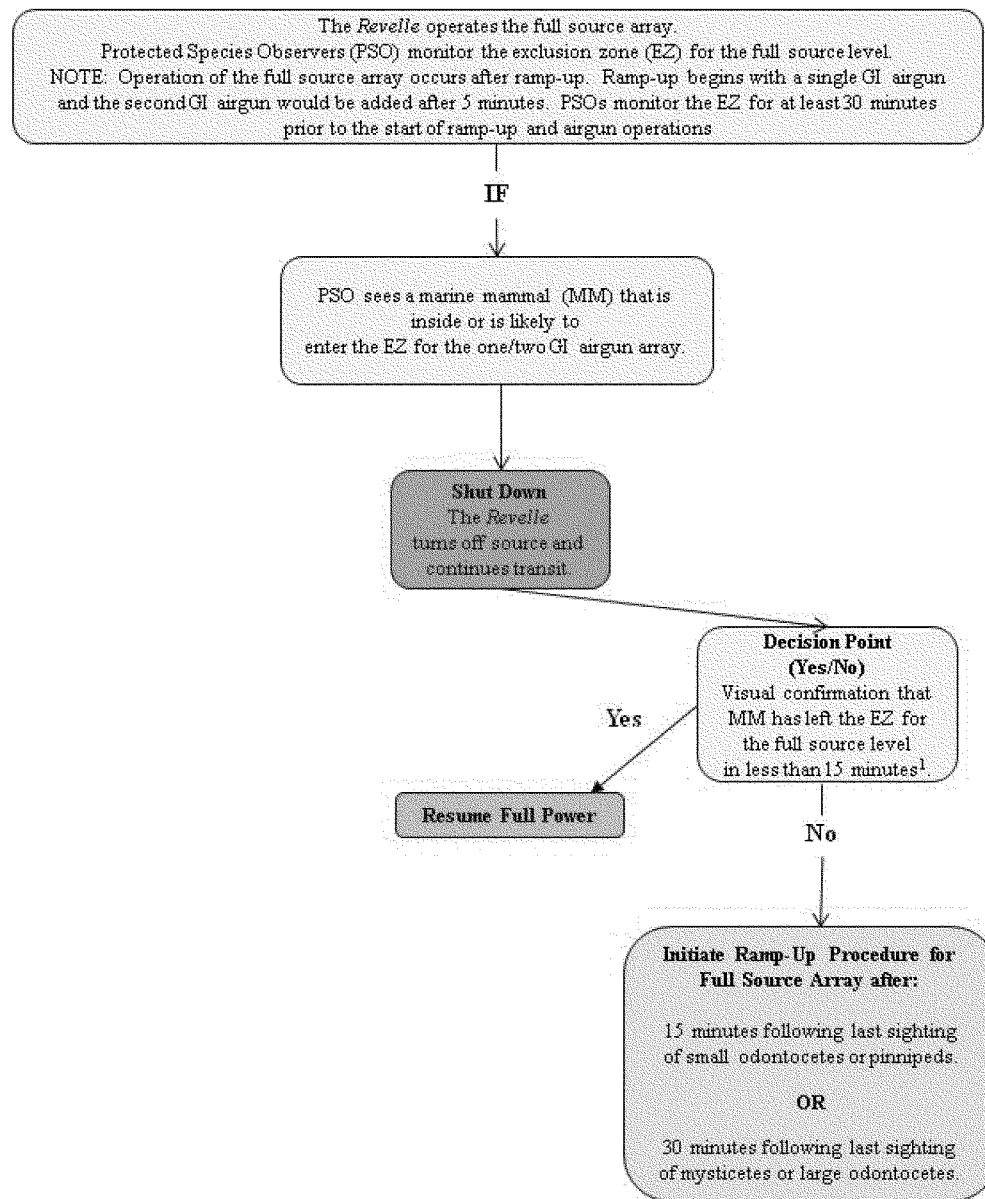 The Revelle operates the full source array.
Protected Species Observers (PSO) monitor the exclusion zone (EZ) for the full source level.
NOTE: Operation of the full source array occurs after ramp-up. Ramp-up begins with a single GI airgun
and the second GI airgun would be added after 5 minutes. PSOs monitor the EZ for at least 30 minutes
prior to the start of ramp-up and airgun operations
IF
PSO sees a marine mammal (MM) that is
inside or is likely to
enter the EZ for the one/two GI airgun array.
Shut Down
The Revelle
turns off source and
continues transit
Decision Point
(Yes/No)
Visual confirmation that
MM has left the EZ for
the full source level
in less than 15 minutes¹.
Yes
Resume Full Power
No
Initiate Ramp-Up Procedure for
Full Source Array after:
15 minutes following last sighting
of small odontocetes or pinnipeds.
OR
30 minutes following last sighting
of mysticetes or large odontocetes.